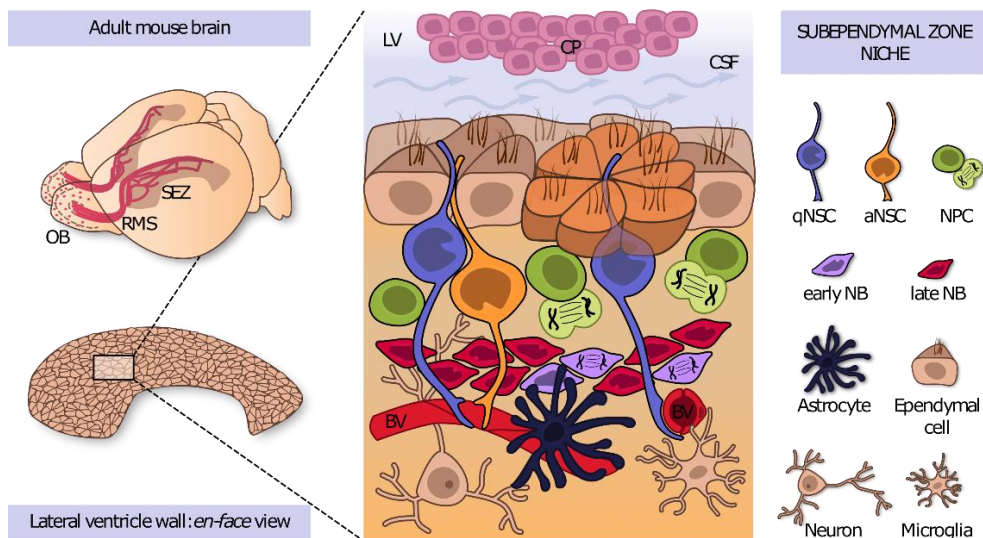 Adult mouse brain
SEZ
RMS
OB
Lateral ventricle wall: en-face view
LV
CP
CSF
BV
BV
SUBEPENDYMAL ZONE
NICHE
qNSC
aNSC
NPC
early NB
late NB
Astrocyte
Ependymal
cell
Neuron
Microglia